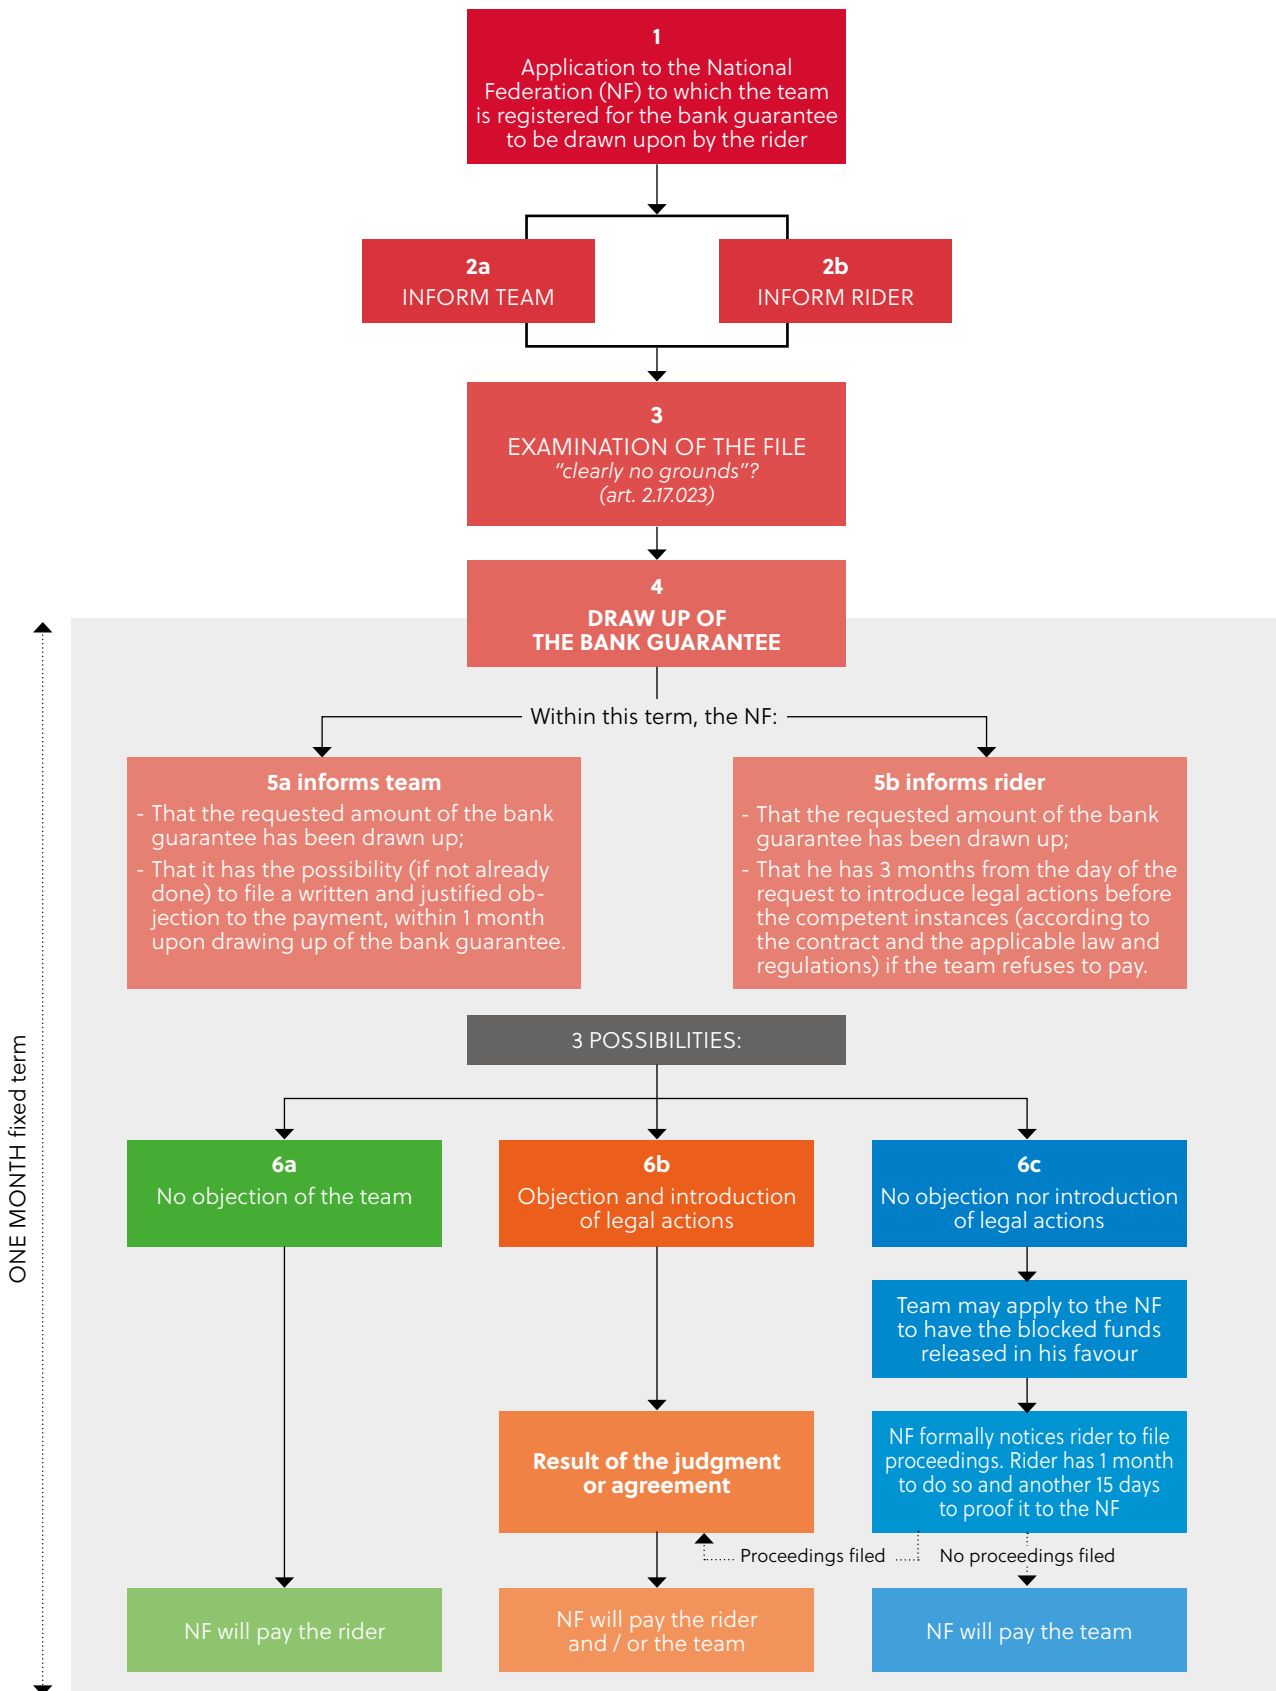 1
Application to the National
Federation (NF) to which the team
is registered for the bank guarantee
to be drawn upon by the rider
2a
INFORM TEAM
2b
INFORM RIDER
3
EXAMINATION OF THE FILE
“clearly no grounds”?
(art. 2.17.023)
4
DRAW UP OF
THE BANK GUARANTEE
Within this term, the NF:
5a informs team
- That the requested amount of the bank
guarantee has been drawn up;
- That it has the possibility (if not already
done) to file a written and justified ob-
jection to the payment, within 1 month
upon drawing up of the bank guarantee.
5b informs rider
- That the requested amount of the bank
guarantee has been drawn up;
- That he has 3 months from the day of the
request to introduce legal actions before
the competent instances (according to
the contract and the applicable law and
regulations) if the team refuses to pay.
ONE MONTH fixed term
3 POSSIBILITIES:
6a
No objection of the team
6b
Objection and introduction
of legal actions
6c
No objection nor introduction
of legal actions
Team may apply to the NF
to have the blocked funds
released in his favour
Result of the judgment
or agreement
NF formally notices rider to file
proceedings. Rider has 1 month
to do so and another 15 days
to proof it to the NF
Proceedings filed
No proceedings filed
NF will pay the rider
NF will pay the rider
and / or the team
NF will pay the team